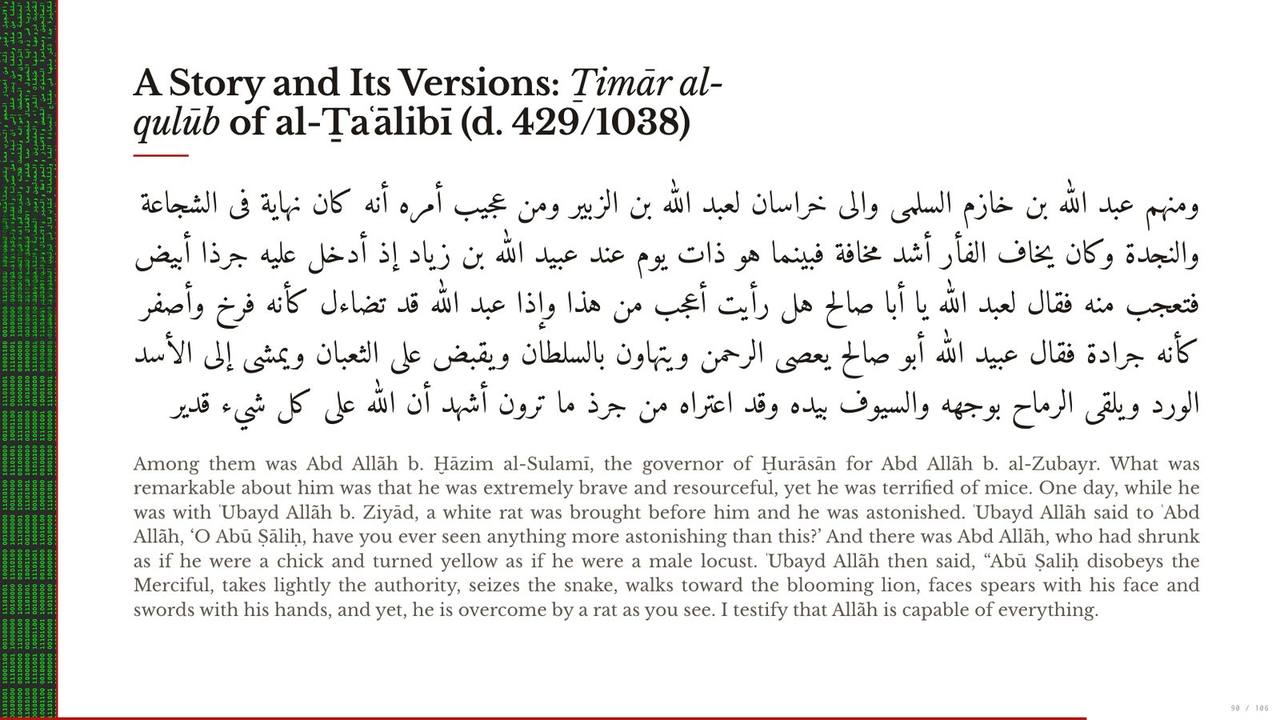 A Story and Its Versions: Ṯimār al-
qulūb of al-Ṯaʿālibī (d. 429/1038)
ومنهم عبد الله بن خازم السلمى والى خراسان لعبد الله بن الزبير ومن عجيب أمره أنه كان نهاية فى الشجاعة
والنجدة وكان يخاف الفأر أشد مخافة فبينما هو ذات يوم عند عبيد الله بن زياد إذ أدخل عليه جرذا أبيض
فتعجب منه فقال لعبد الله يا أبا صالح هل رأيت أعجب من هذا وإذا عبد الله قد تضاءل كأنه فرخ وأصفر
كأنه جرادة فقال عبيد الله أبو صالح يعصى الرحمن ويتهاون بالسلطان ويقبض على الثعبان ويمشى إلى الأسد
الورد ويلقى الرماح بوجهه والسيوف بيده وقد اعتراه من جرذ ما ترون أشهد أن الله على كل شيء قدير
Among them was Abd Allāh b. Ḫāzim al-Sulamī, the governor of Ḫurāsān for Abd Allāh b. al-Zubayr. What was
remarkable about him was that he was extremely brave and resourceful, yet he was terrified of mice. One day, while he
was with ʿUbayd Allāh b. Ziyād, a white rat was brought before him and he was astonished. ʿUbayd Allāh said to ʿAbd
Allāh, ‘O Abū Ṣāliḥ, have you ever seen anything more astonishing than this?’ And there was Abd Allāh, who had shrunk
as if he were a chick and turned yellow as if he were a male locust. ʿUbayd Allāh then said, “Abū Ṣaliḥ disobeys the
Merciful, takes lightly the authority, seizes the snake, walks toward the blooming lion, faces spears with his face and
swords with his hands, and yet, he is overcome by a rat as you see. I testify that Allāh is capable of everything.
90 / 106